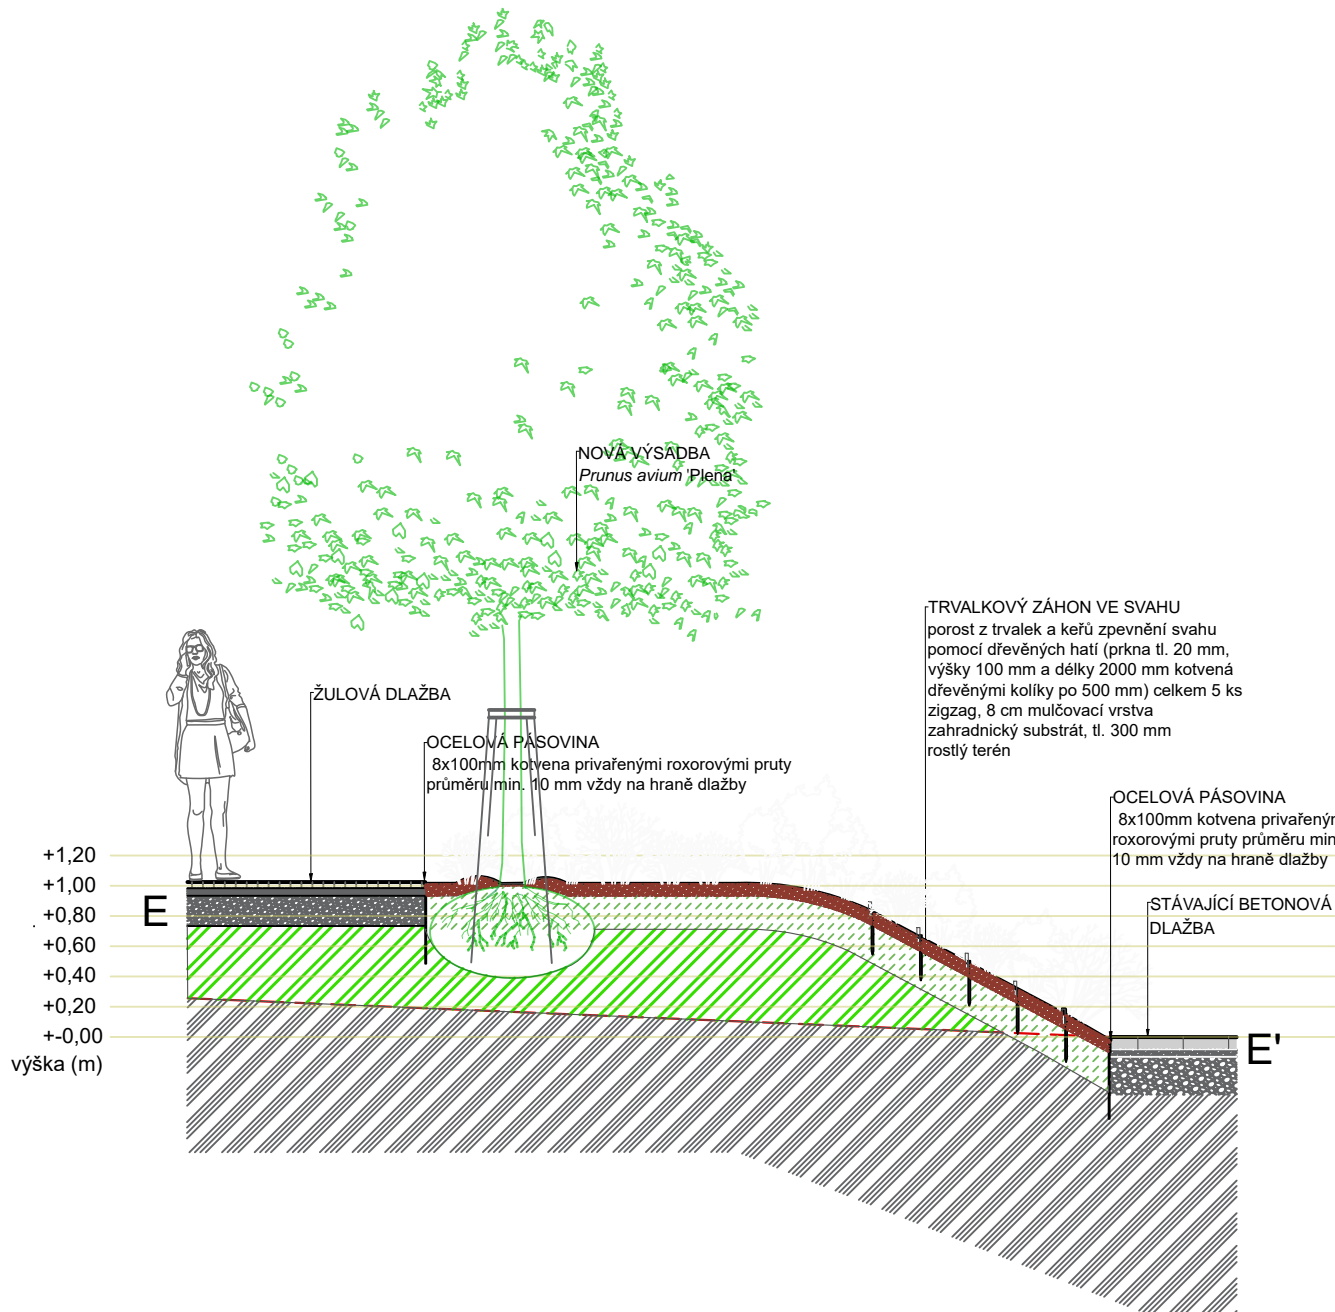 NOVÁ VÝSADBA
Prunus avium 'Plena'
TRVALKOVÝ ZÁHON VE SVAHU
porost z trvalek a keřů zpevnění svahu
pomocí dřevěných hatí (prkna tl. 20 mm,
výšky 100 mm a délky 2000 mm kotvená
dřevěnými kolíky po 500 mm) celkem 5 ks
zigzag, 8 cm mulčovací vrstva
zahradnický substrát, tl. 300 mm
rostlý terén
ŽULOVÁ DLAŽBA
OCELOVÁ PÁSOVINA
8x100mm kotvena privařenými roxorovými pruty
průměru min. 10 mm vždy na hraně dlažby
OCELOVÁ PÁSOVINA
8x100mm kotvena privařeným
roxorovými pruty průměru min
10 mm vždy na hraně dlažby
STÁVAJÍCÍ BETONOVÁ
DLAŽBA
+1,20
+1,00
+0,80
+0,60
+0,40
+0,20
+-0,00
výška (m)
E
E'